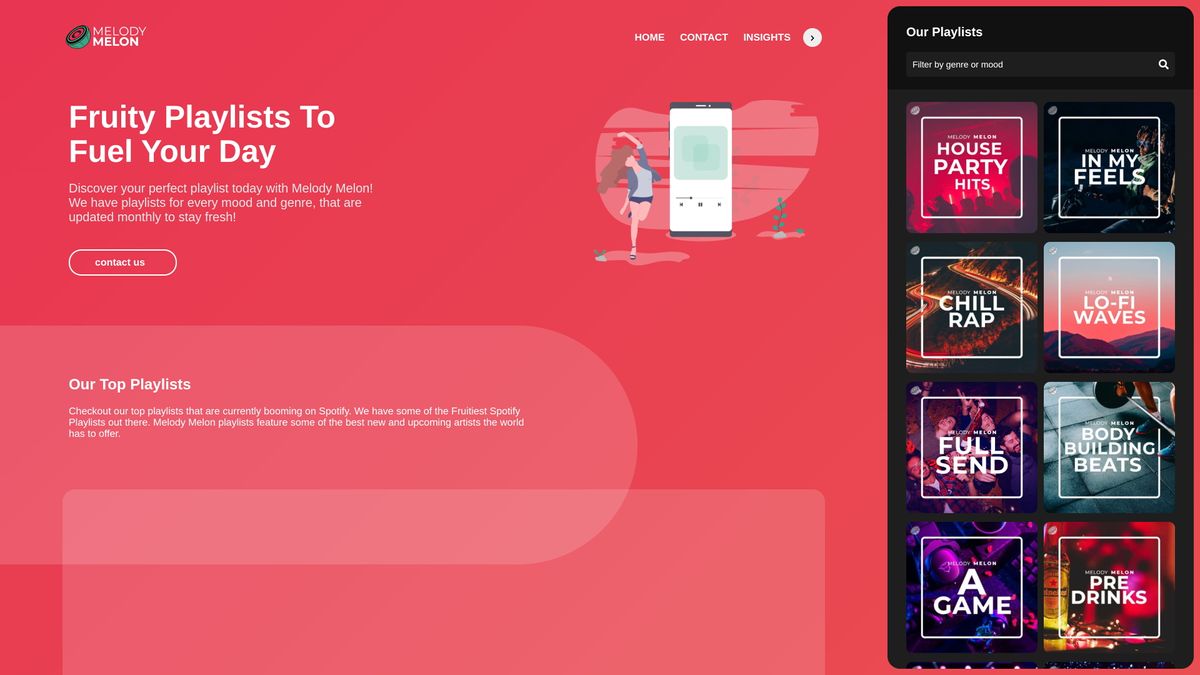 MELODY
MELON
HOME
CONTACT
INSIGHTS
Fruity Playlists To
Fuel Your Day
Discover your perfect playlist today with Melody Melon!
We have playlists for every mood and genre, that are
updated monthly to stay fresh!
contact us
Our Top Playlists
Checkout our top playlists that are currently booming on Spotify. We have some of the Fruitiest Spotify
Playlists out there. Melody Melon playlists feature some of the best new and upcoming artists the world
has to offer.
Our Playlists
Filter by genre or mood
MELODY MELON
HOUSE
PARTY
HITS
MELODY MELON
IN MY
FEELS
MELODY MELON
CHILL
RAP
MELODY MELON
LO-FI
WAVES
MELODY MELON
FULL
SEND
MELODY MELON
BODY
BUILDING
BEATS
MELODY MELON
A
GAME
MELODY MELON
PRE
DRINKS